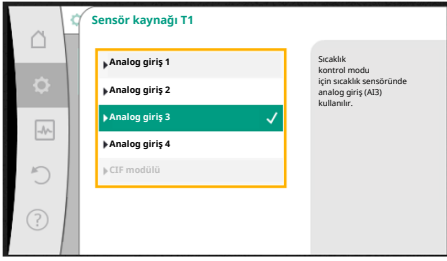 Sensör kaynağı T1
Analog giriş 1
Analog giriş 2
Analog giriş 3
Analog giriş 4
CIF modülü
Sıcaklık
kontrol modu
için sıcaklık sensöründe
analog giriş (AI3)
kullanılır.